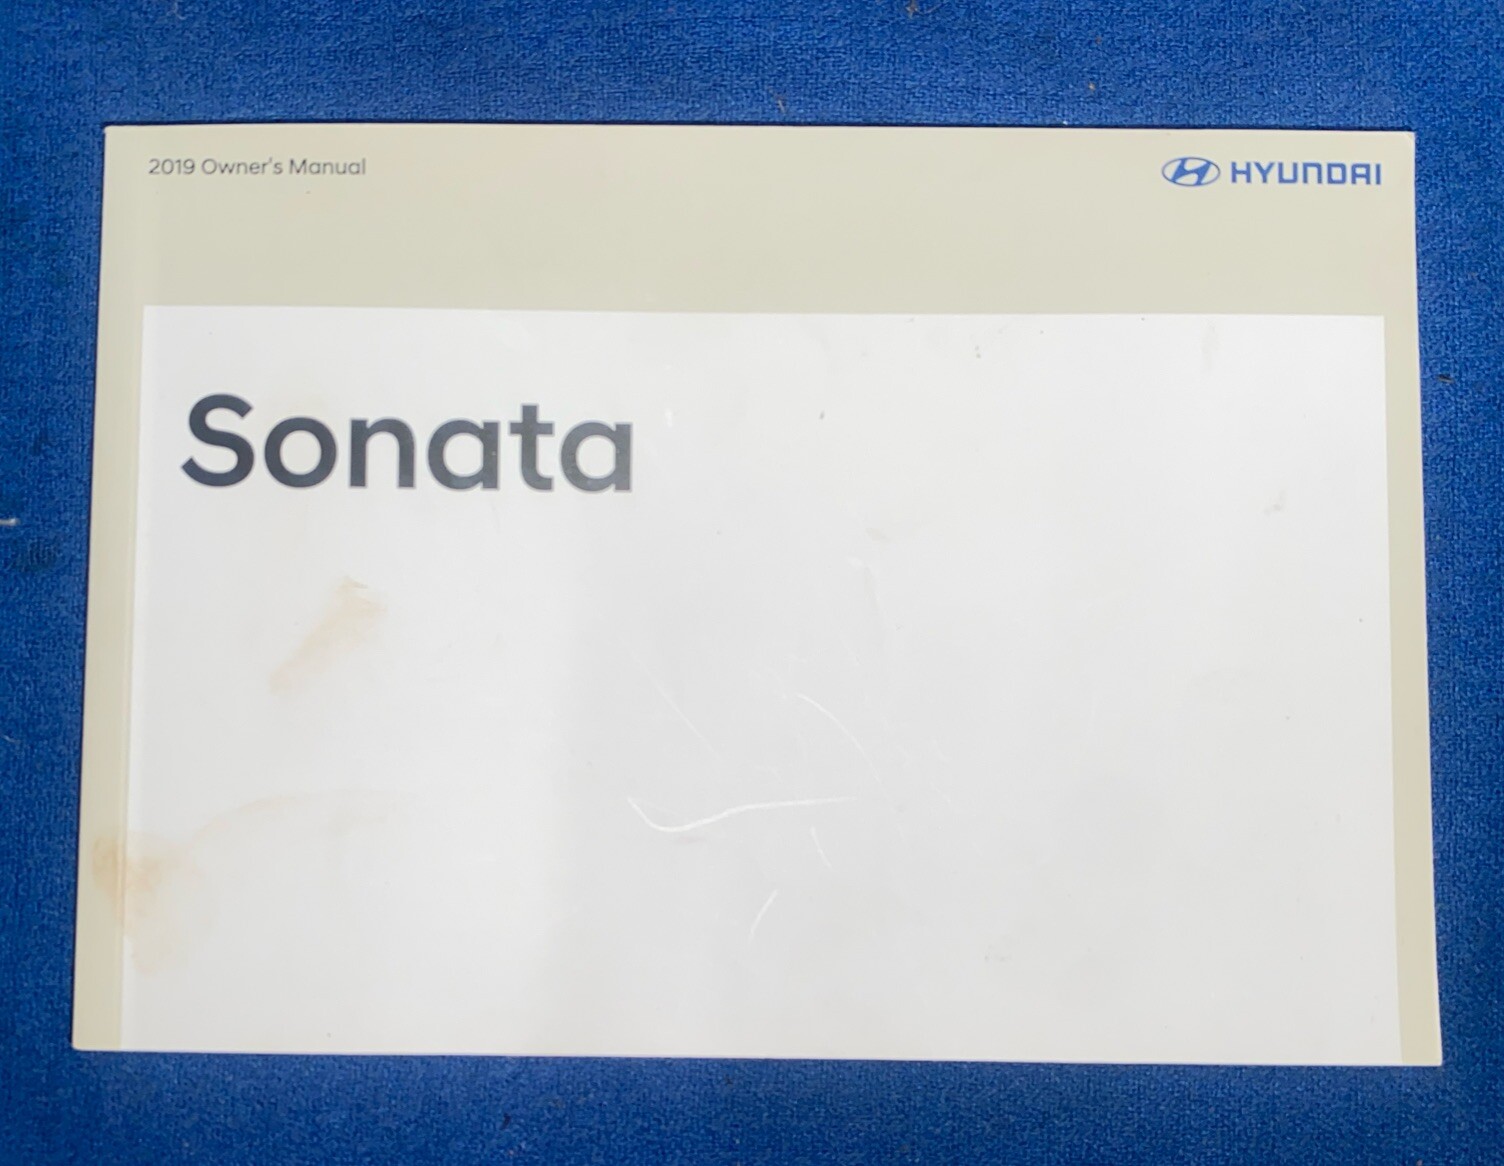 2019 Owner's Manual
HYUNDAI
Sonata